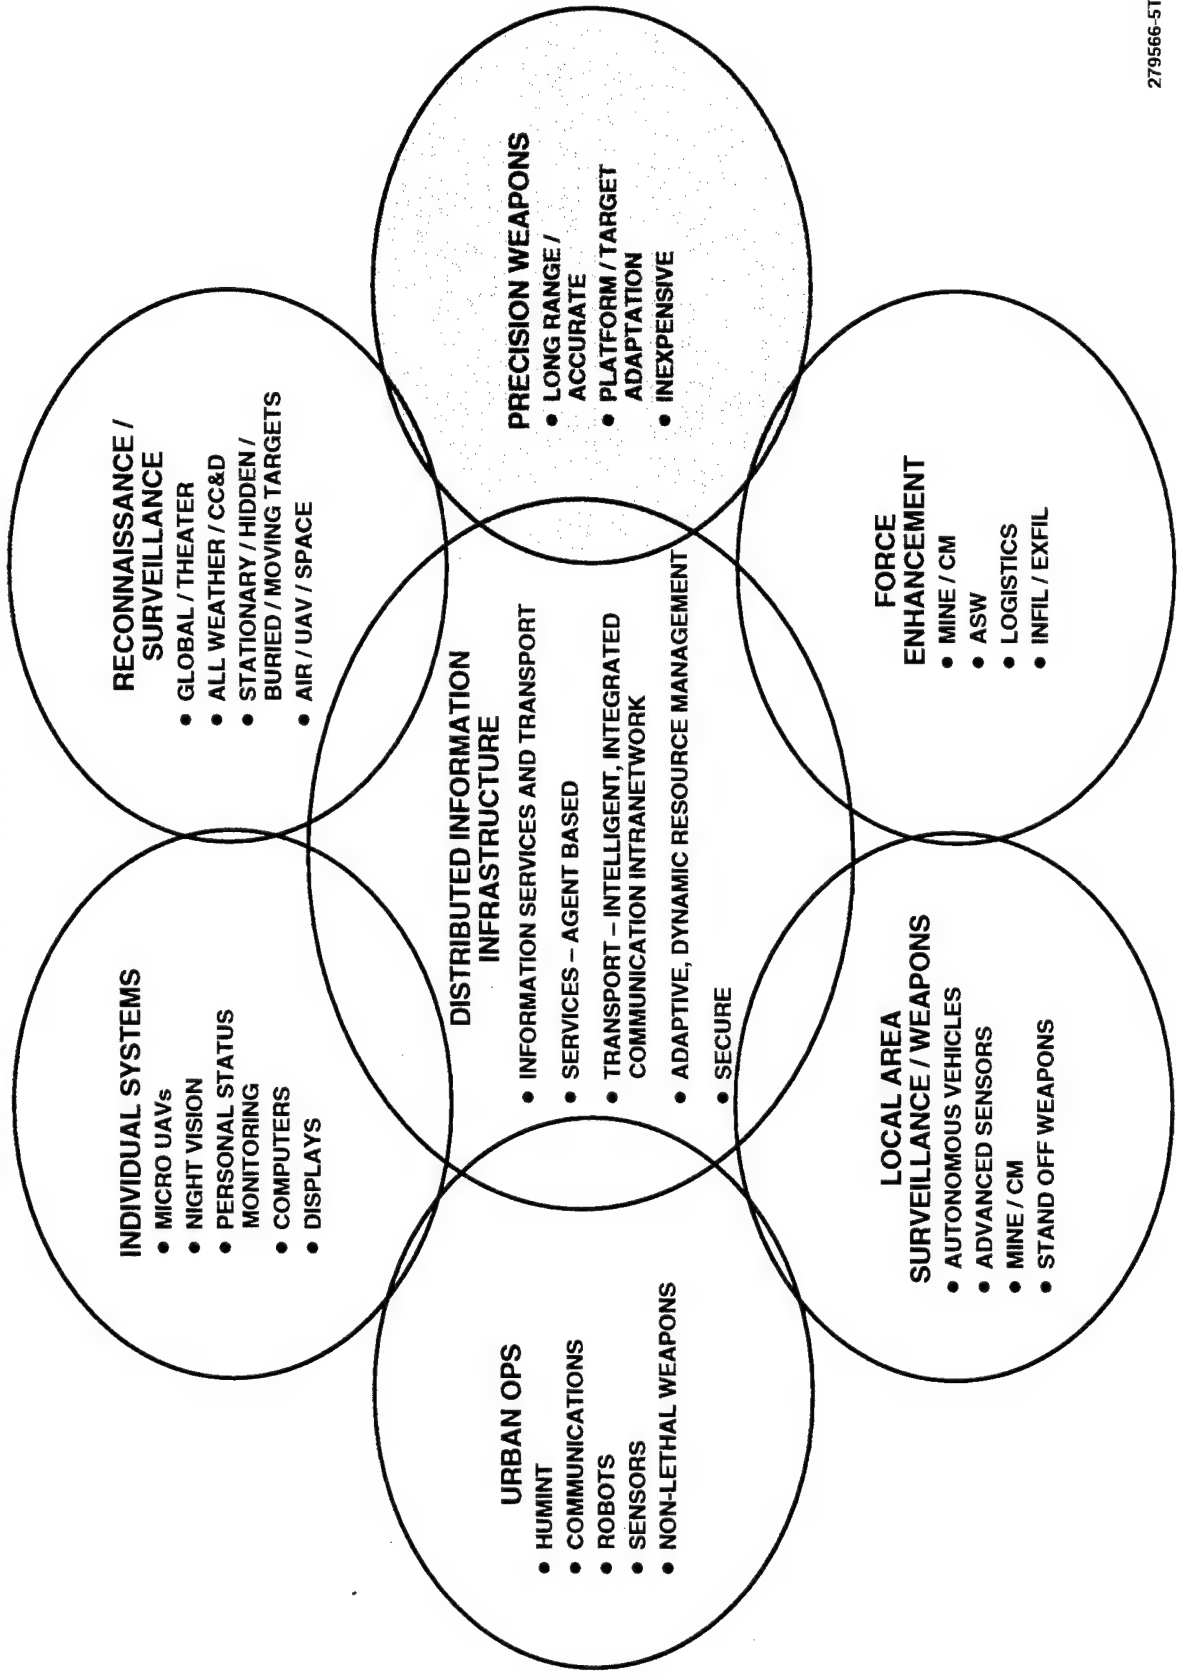 INDIVIDUAL SYSTEMS
• MICRO UAVs
• NIGHT VISION
• PERSONAL STATUS
MONITORING
• COMPUTERS
• DISPLAYS
RECONNAISSANCE /
SURVEILLANCE
• GLOBAL / THEATER
• ALL WEATHER / CC&D
• STATIONARY / HIDDEN /
BURIED / MOVING TARGETS
• AIR / UAV / SPACE
URBAN OPS
• HUMINT
• COMMUNICATIONS
• ROBOTS
• SENSORS
• NON-LETHAL WEAPONS
DISTRIBUTED INFORMATION
INFRASTRUCTURE
• INFORMATION SERVICES AND TRANSPORT
• SERVICES – AGENT BASED
• TRANSPORT – INTELLIGENT, INTEGRATED
COMMUNICATION INTRANETWORK
• ADAPTIVE, DYNAMIC RESOURCE MANAGEMENT
• SECURE
PRECISION WEAPONS
• LONG RANGE /
ACCURATE
• PLATFORM / TARGET
ADAPTATION
• INEXPENSIVE
LOCAL AREA
SURVEILLANCE / WEAPONS
• AUTONOMOUS VEHICLES
• ADVANCED SENSORS
• MINE / CM
• STAND OFF WEAPONS
FORCE
ENHANCEMENT
• MINE / CM
• ASW
• LOGISTICS
• INFIL / EXFIL
279566-5T